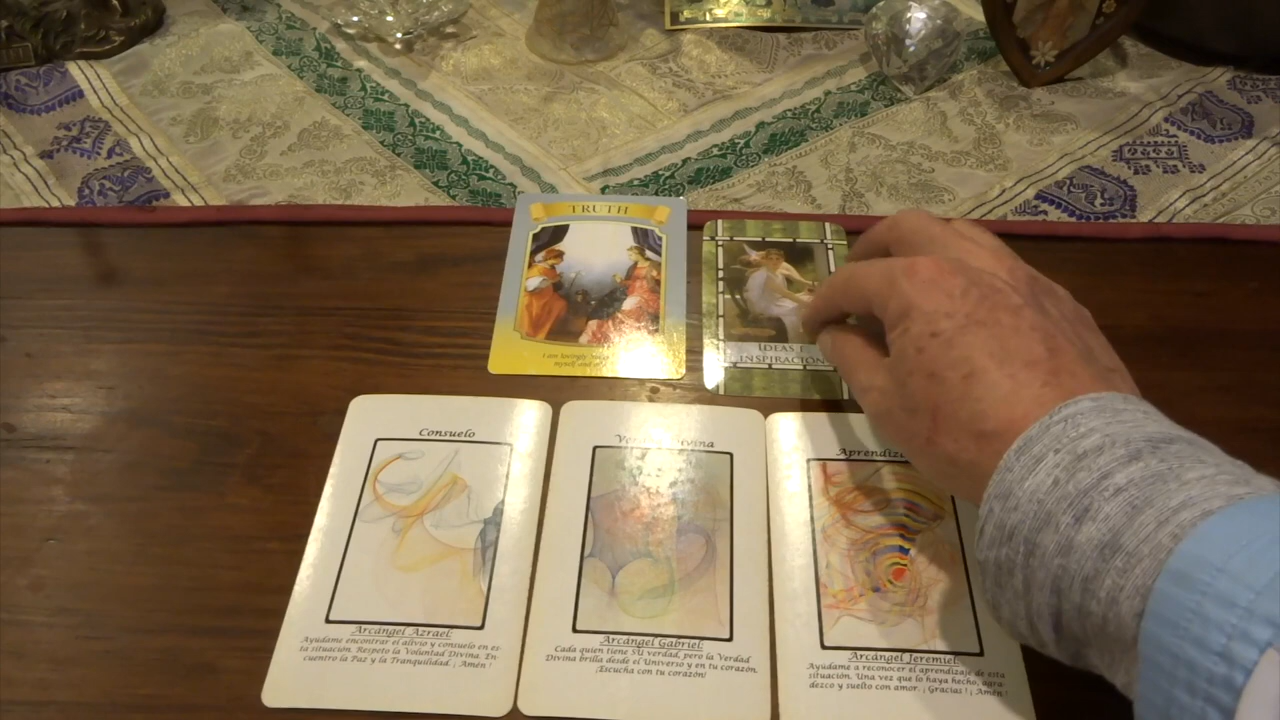 TRUTH
I am lovingly
myself and
IDEAS E
INSPIRACION
Consuelo
Arcángel Azrael:
Ayúdame encontrar el alivio y consuelo en es-
ta situación. Respeto la Voluntad Divina. En-
cuentro la Paz y la Tranquilidad. ¡ Amén !
Divina
Arcángel Gabriel:
Cada quien tiene SU verdad, pero la Verdad
Divina brilla desde el Universo y en tu corazón.
¡Escucha con tu corazón!
Arcángel Jeremiel:
Ayúdame a reconocer el aprendizaje de esta
situación. Una vez que lo haya hecho, agra-
dezco y suelto con amor. ¡ Gracias ! ¡ Amén !